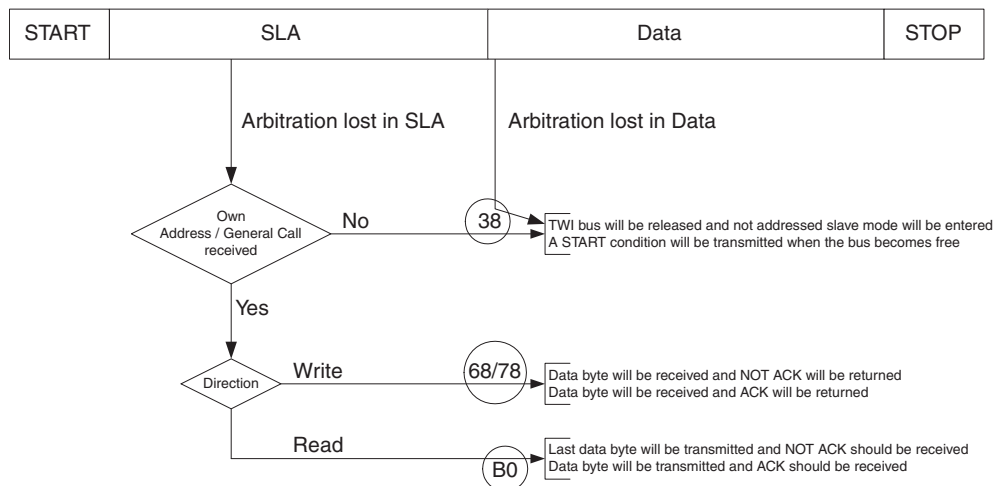 START SLA Data STOP
Arbitration lost in SLA Arbitration lost in Data
Own
Address / General Call
received
No
38
TWI bus will be released and not addressed slave mode will be entered
A START condition will be transmitted when the bus becomes free
Yes
Direction
Write
68/78
Data byte will be received and NOT ACK will be returned
Data byte will be received and ACK will be returned
Read
B0
Last data byte will be transmitted and NOT ACK should be received
Data byte will be transmitted and ACK should be received